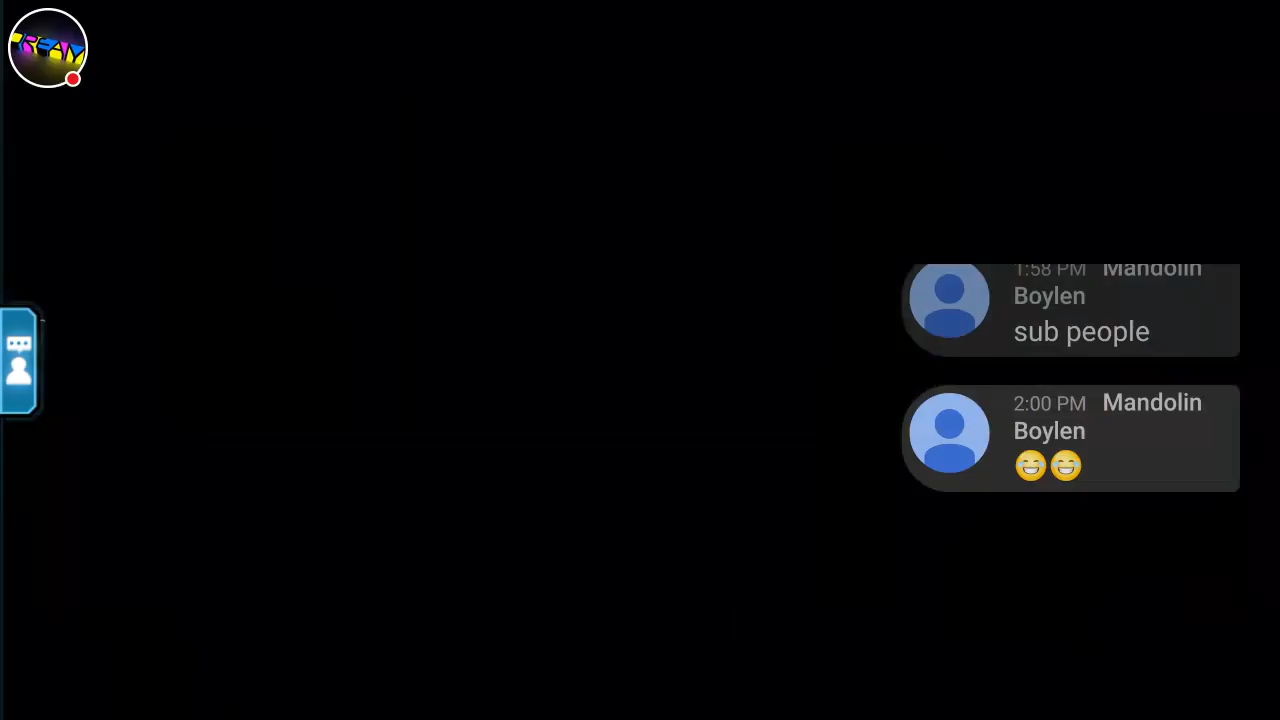 1:58 PM Mandolin
Boylen
sub people
2:00 PM Mandolin
Boylen
😂😂